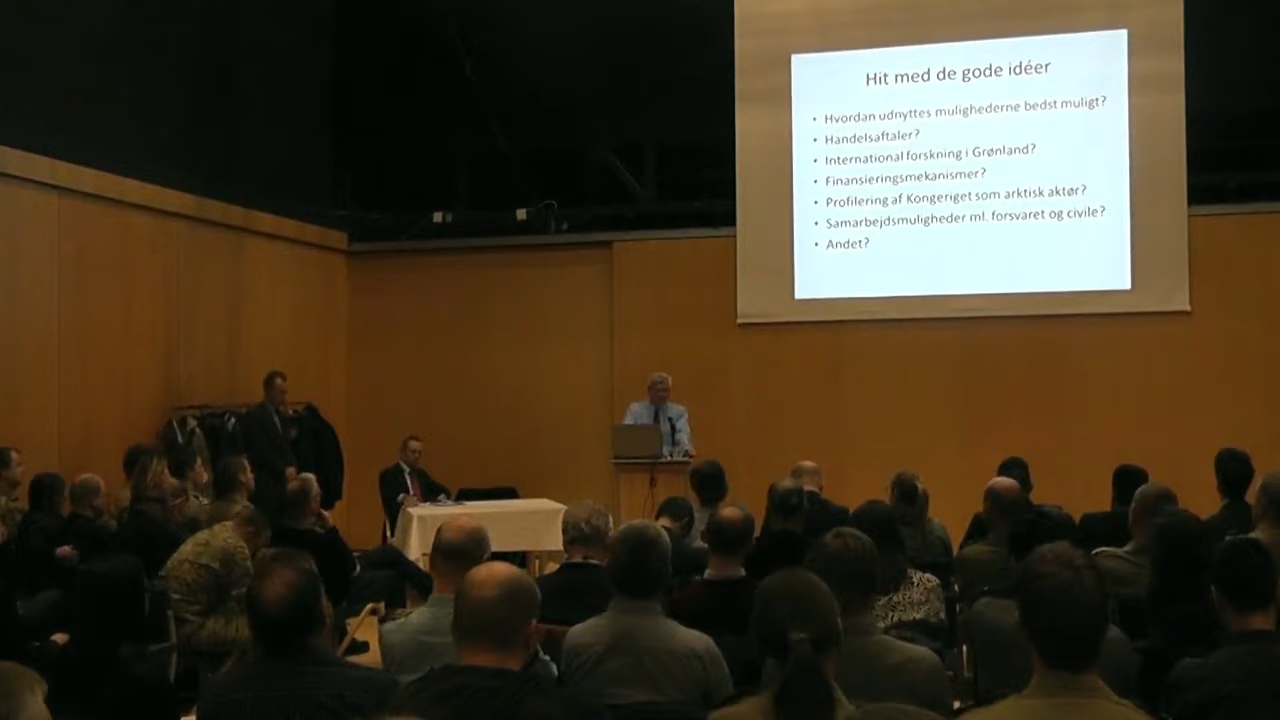 Hit med de gode idéer
• Hvordan udnyttes mulighederne bedst muligt?
• Handelsaftaler?
• International forskning i Grønland?
• Finansieringsmekanismer?
• Profilering af Kongeriget som arktisk aktør?
• Samarbejdsmuligheder ml. forsvaret og civile?
• Andet?